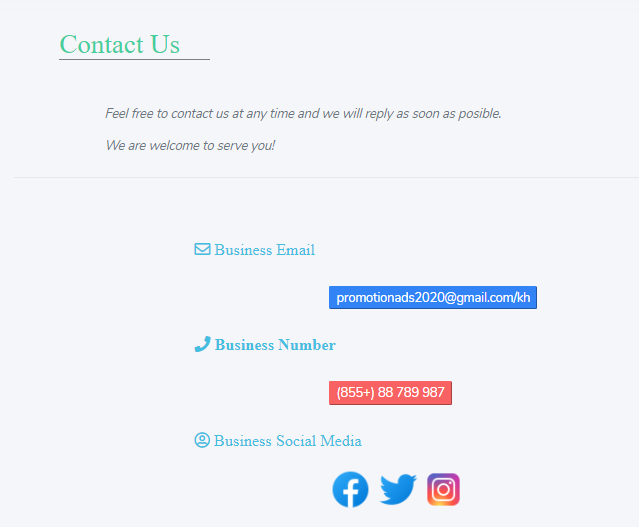 Contact Us
Feel free to contact us at any time and we will reply as soon as posible.
We are welcome to serve you!
Business Email
promotionads2020@gmail.com/kh
Business Number
(855+) 88 789 987
Business Social Media